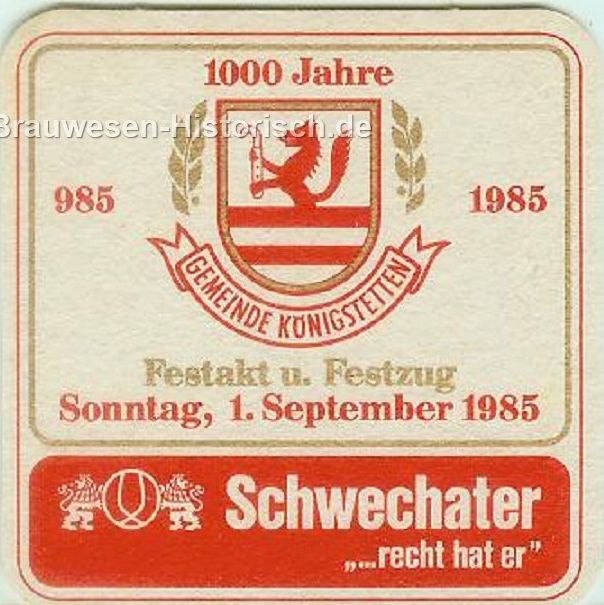 1000 Jahre
Brauwesen-Historisch.de
985
1985
GEMEINDE KÖNIGSTETTEN
Festakt u. Festzug
Sonntag, 1. September 1985
Schwechater
„...recht hat er"